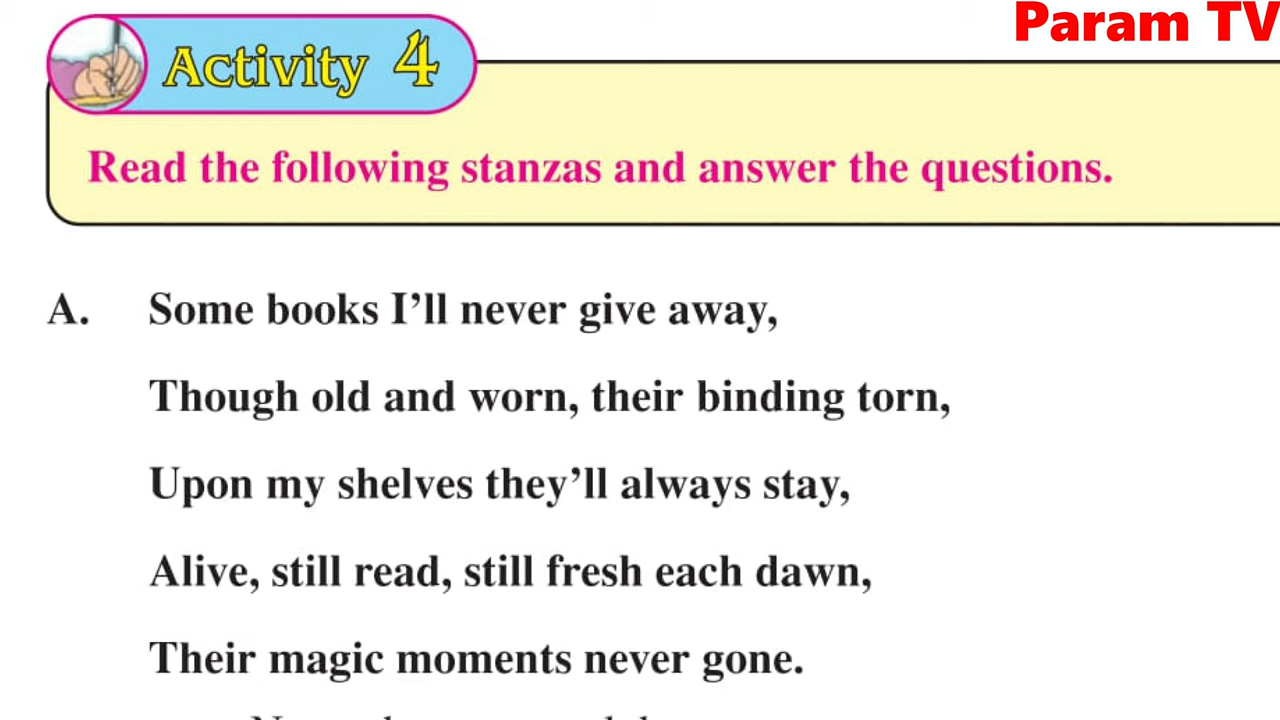 Param TV
Activity 4
Read the following stanzas and answer the questions.
A. Some books I’ll never give away,
Though old and worn, their binding torn,
Upon my shelves they’ll always stay,
Alive, still read, still fresh each dawn,
Their magic moments never gone.